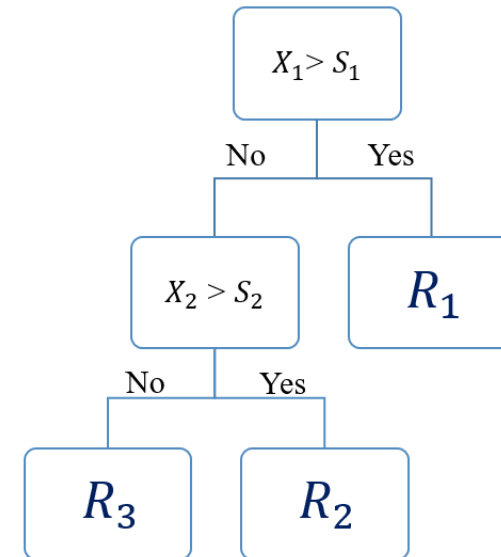 X₁ > S₁
No Yes
X₂ > S₂
R₁
No Yes
R₃
R₂